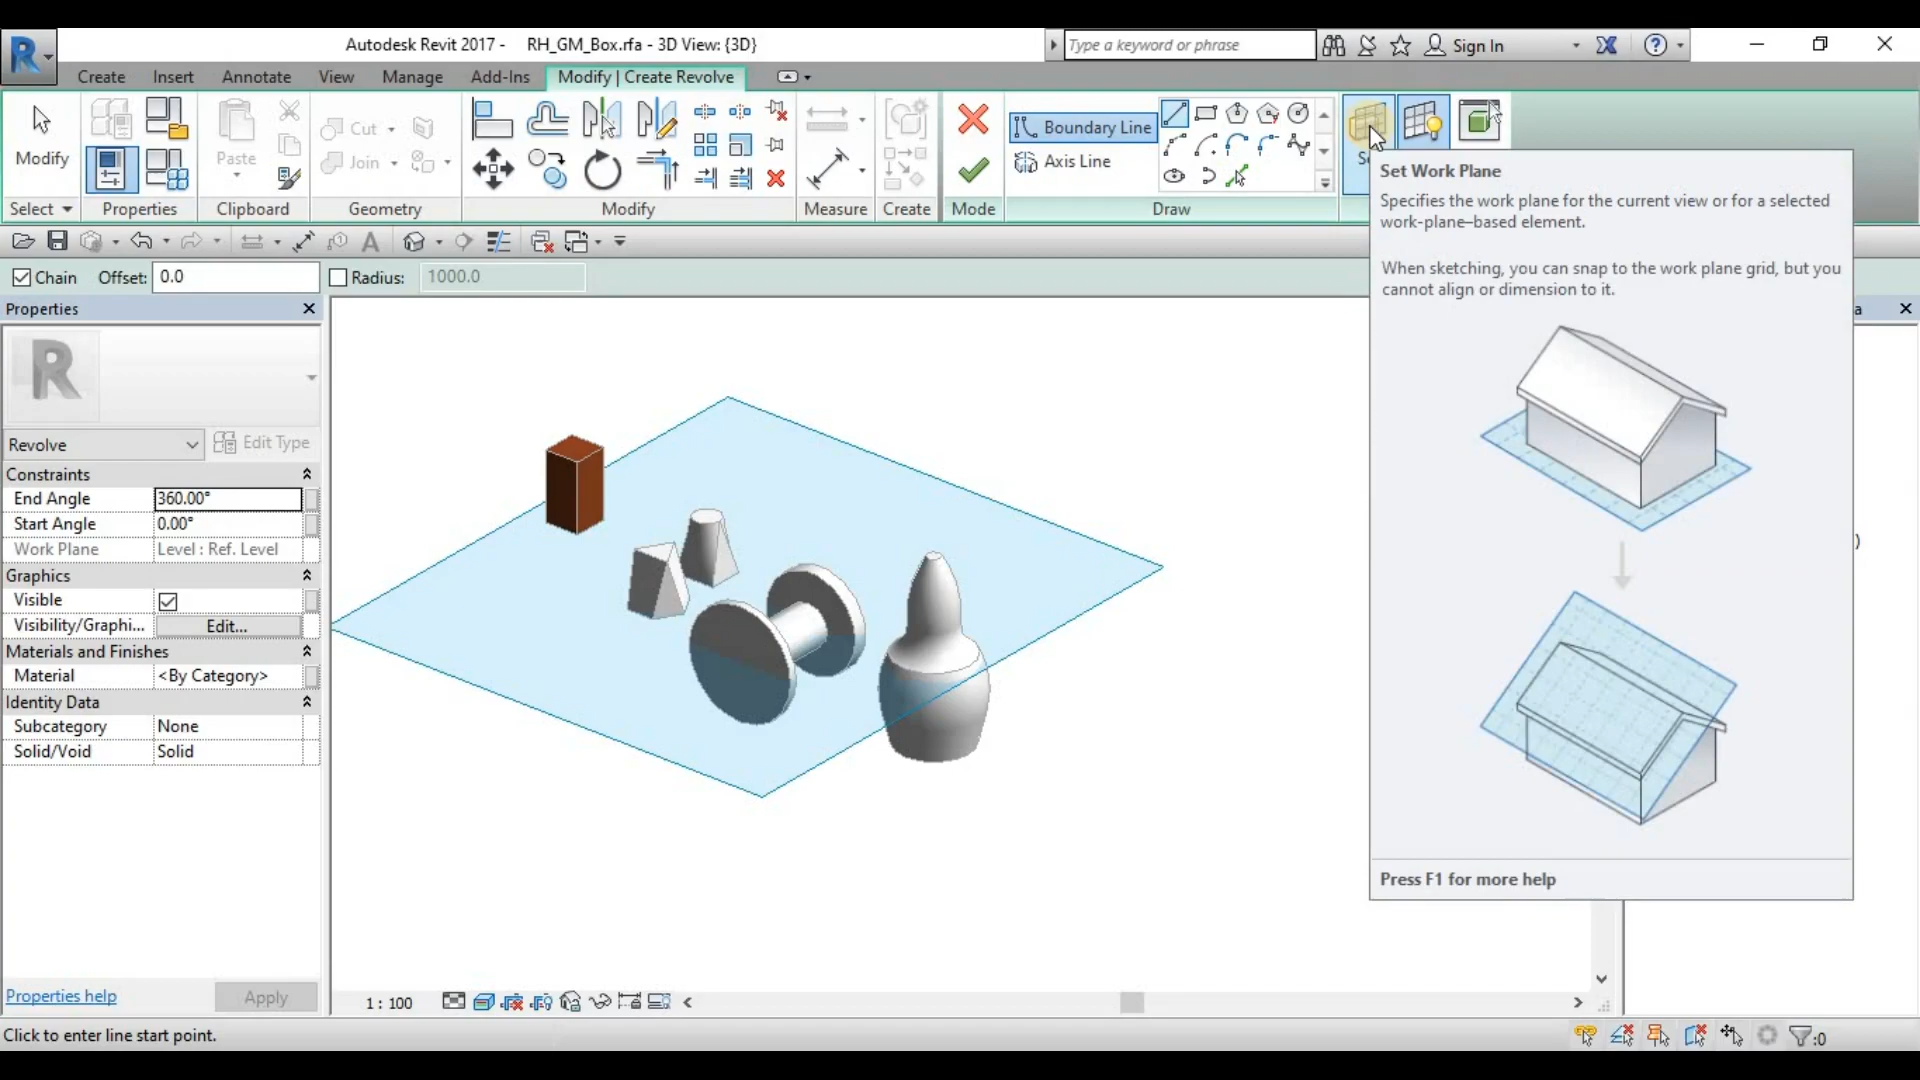 Autodesk Revit 2017 - RH_GM_Box.rfa - 3D View: {3D}
Type a keyword or phrase
Sign In
Create Insert Annotate View Manage Add-Ins Modify | Create Revolve
Modify
Paste
Cut
Join
Boundary Line
Axis Line
Select Properties Clipboard Geometry Modify Measure Create Mode Draw
Set Work Plane
Specifies the work plane for the current view or for a selected
work-plane–based element.
When sketching, you can snap to the work plane grid, but you
cannot align or dimension to it.
Press F1 for more help
Chain Offset: 0.0 Radius: 1000.0
Properties
R
Revolve Edit Type
Constraints
End Angle 360.00°
Start Angle 0.00°
Work Plane Level : Ref. Level
Graphics
Visible
Visibility/Graphi... Edit...
Materials and Finishes
Material <By Category>
Identity Data
Subcategory None
Solid/Void Solid
Properties help Apply
1 : 100
Click to enter line start point.
:0